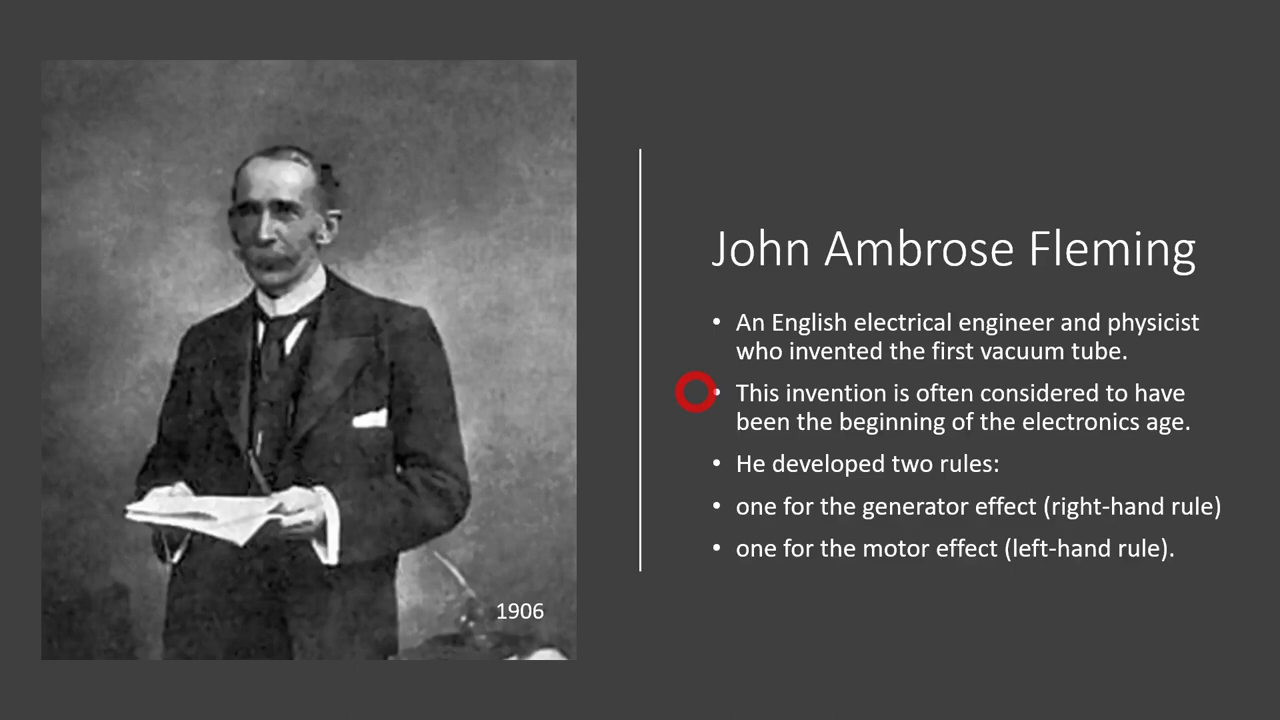 John Ambrose Fleming
• An English electrical engineer and physicist
who invented the first vacuum tube.
• This invention is often considered to have
been the beginning of the electronics age.
• He developed two rules:
• one for the generator effect (right-hand rule)
• one for the motor effect (left-hand rule).
1906